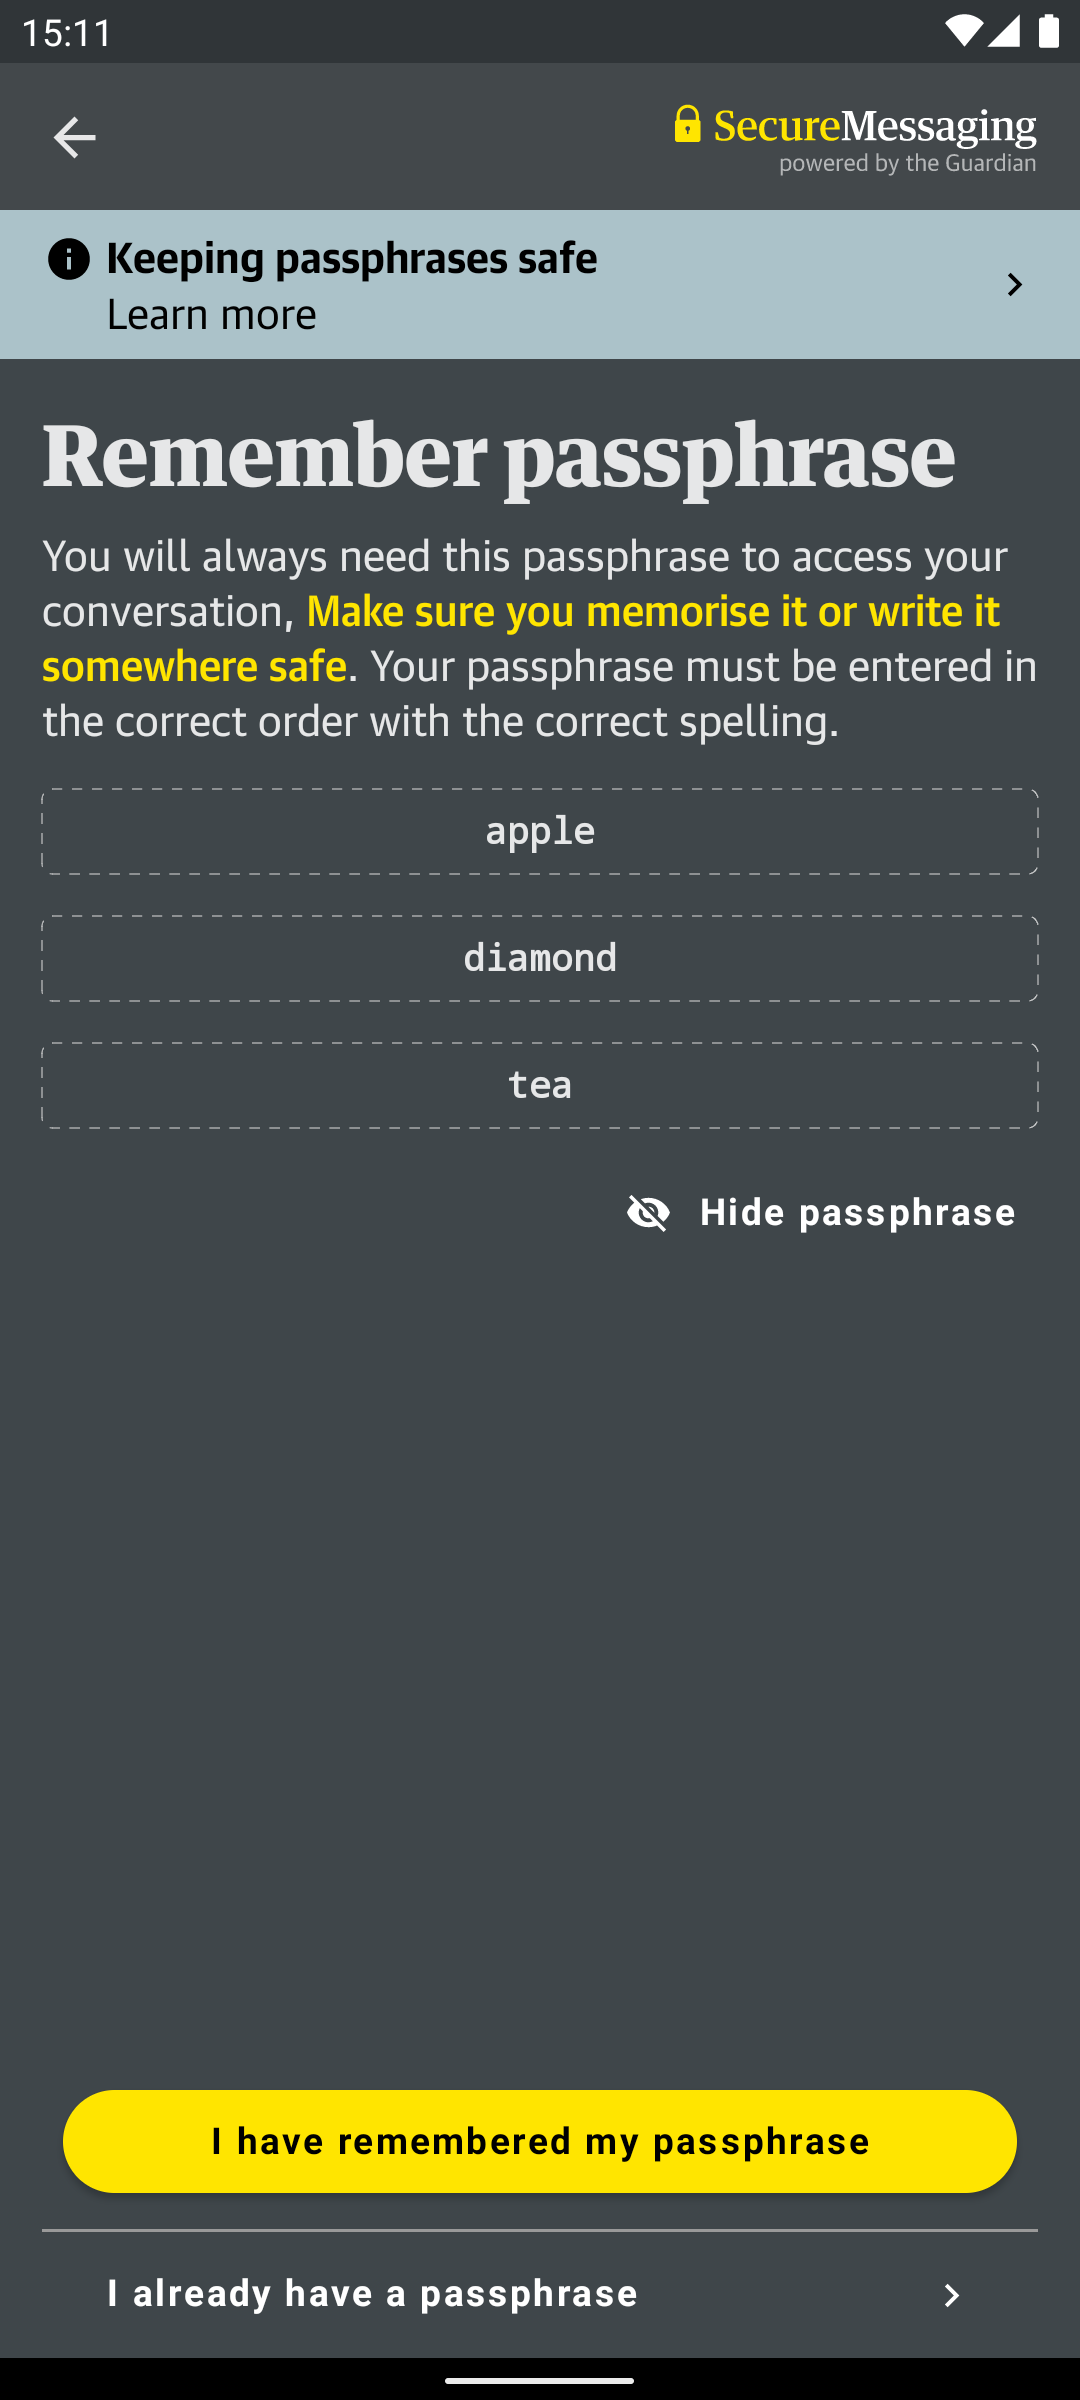 15:11
SecureMessaging
powered by the Guardian
Keeping passphrases safe
Learn more
Remember passphrase
You will always need this passphrase to access your
conversation, Make sure you memorise it or write it
somewhere safe. Your passphrase must be entered in
the correct order with the correct spelling.
apple
diamond
tea
Hide passphrase
I have remembered my passphrase
I already have a passphrase